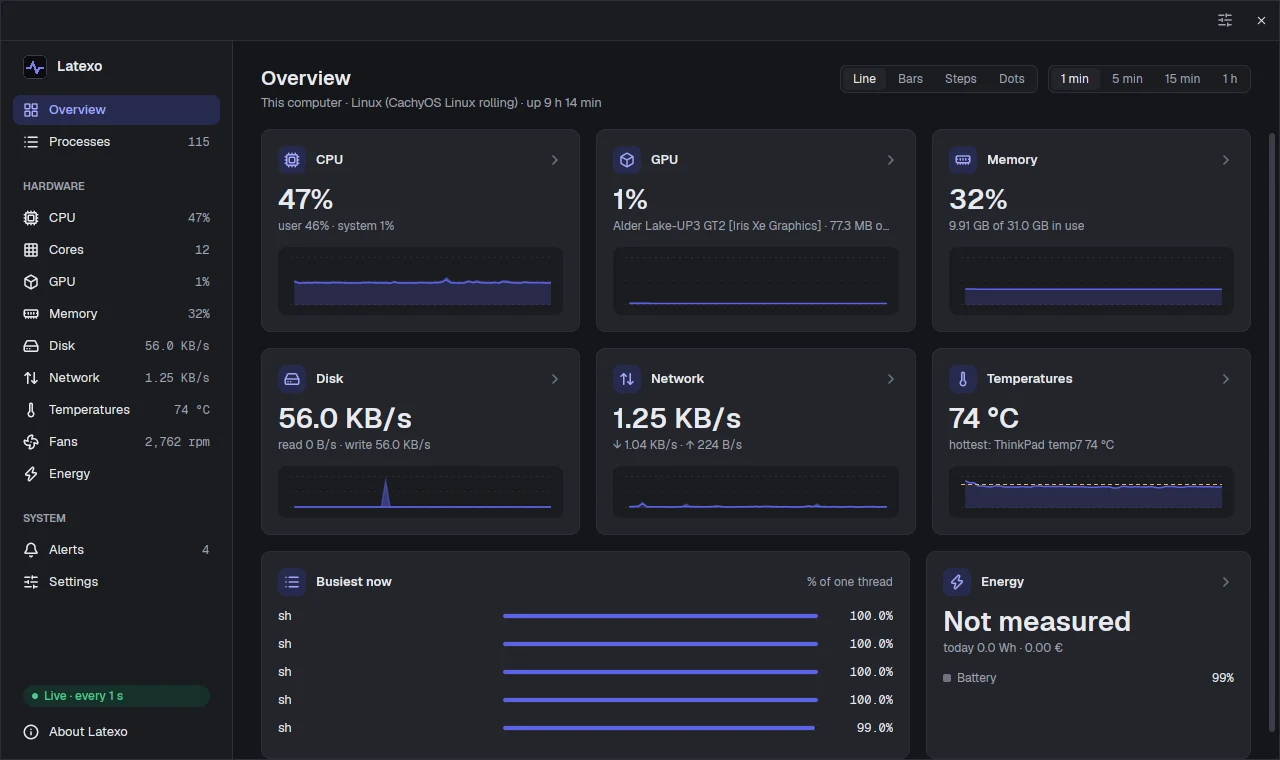 Latexo
Overview
Processes 115
HARDWARE
CPU 47%
Cores 12
GPU 1%
Memory 32%
Disk 56.0 KB/s
Network 1.25 KB/s
Temperatures 74 °C
Fans 2,762 rpm
Energy
SYSTEM
Alerts 4
Settings
Live · every 1 s
About Latexo
Overview
This computer · Linux (CachyOS Linux rolling) · up 9 h 14 min
Line Bars Steps Dots
1 min 5 min 15 min 1 h
CPU
47%
user 46% · system 1%
GPU
1%
Alder Lake-UP3 GT2 [Iris Xe Graphics] · 77.3 MB o…
Memory
32%
9.91 GB of 31.0 GB in use
Disk
56.0 KB/s
read 0 B/s · write 56.0 KB/s
Network
1.25 KB/s
↓ 1.04 KB/s · ↑ 224 B/s
Temperatures
74 °C
hottest: ThinkPad temp7 74 °C
Busiest now % of one thread
sh 100.0%
sh 100.0%
sh 100.0%
sh 100.0%
sh 99.0%
Energy
Not measured
today 0.0 Wh · 0.00 €
Battery 99%